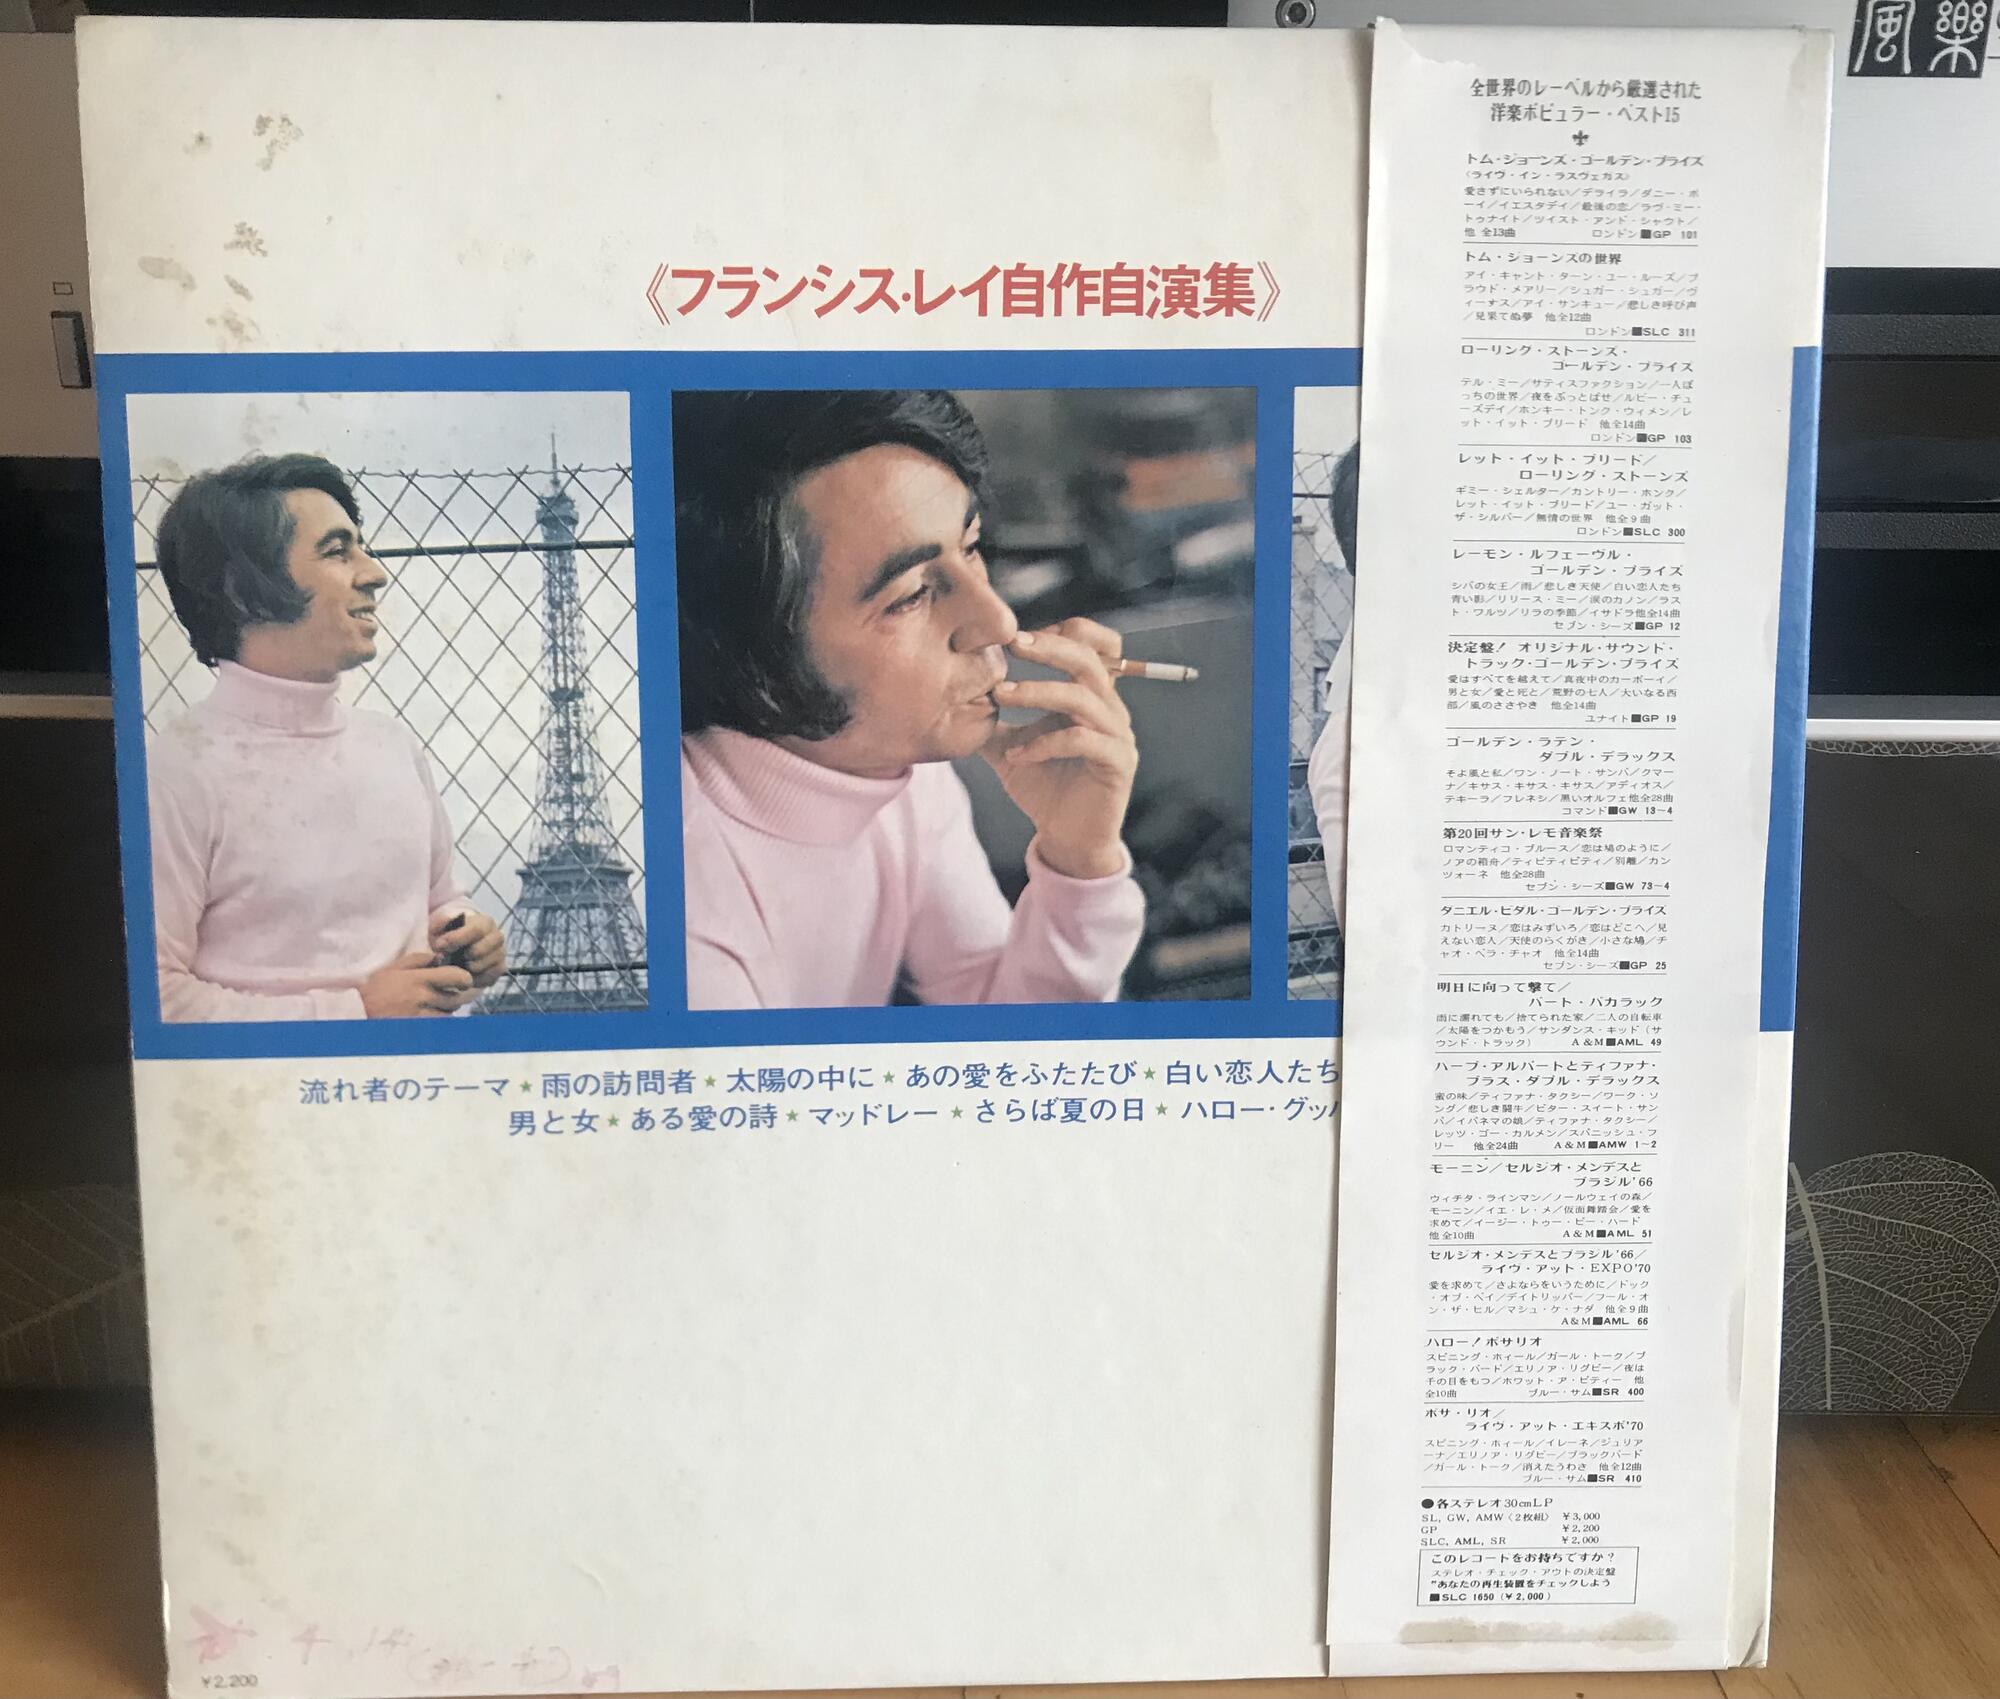 風樂
《フランシス・レイ自作自演集》
流れ者のテーマ★雨の訪問者★太陽の中に★あの愛をふたたび★白い恋人たち
男と女★ある愛の詩★マッドレー★さらば夏の日★ハロー・グッバ
¥2,200
全世界のレーベルから厳選された
洋楽ポピュラー・ベスト15
トム・ジョーンズ・ゴールデン・プライズ
(ライヴ・イン・ラスヴェガス)
愛さずにいられない/デライラ/ダニー・ボ
ーイ/イエスタデイ/最後の恋/ラヴ・ミー・
トゥナイト/ツイスト・アンド・シャウト/
他 全13曲 ロンドン■GP 101
トム・ジョーンズの世界
アイ・キャント・ターン・ユー・ルーズ/プ
ラウド・メアリー/シュガー・シュガー/ヴ
ィーナス/アイ・サンキュー/悲しき呼び声
/見果てぬ夢 他全12曲
ロンドン■SLC 311
ローリング・ストーンズ・
ゴールデン・プライズ
テル・ミー/サティスファクション/一人ぼ
っちの世界/夜をぶっとばせ/ルビー・チュ
ーズデイ/ホンキー・トンク・ウィメン/レ
ット・イット・ブリード 他全14曲
ロンドン■GP 103
レット・イット・ブリード/
ローリング・ストーンズ
ギミー・シェルター/カントリー・ホンク/
レット・イット・ブリード/ユー・ガット・
ザ・シルバー/無情の世界 他全9曲
ロンドン■SLC 300
レーモン・ルフェーヴル・
ゴールデン・プライズ
シバの女王/雨/悲しき天使/白い恋人たち
青い影/リリース・ミー/涙のカノン/ラス
ト・ワルツ/リラの季節/イサドラ他全14曲
セブン・シーズ■GP 12
決定盤!オリジナル・サウンド・
トラック・ゴールデン・プライズ
愛はすべてを越えて/真夜中のカーボーイ/
男と女/愛と死と/荒野の七人/大いなる西
部/風のささやき 他全14曲
ユナイト■GP 19
ゴールデン・ラテン・
ダブル・デラックス
そよ風と私/ワン・ノート・サンバ/クマー
ナ/キサス・キサス・キサス/アディオス/
テキーラ/フレネシ/黒いオルフェ他全28曲
コマンド■GW 13~4
第20回サン・レモ音楽祭
ロマンティコ・ブルース/恋は鳩のように/
ノアの箱舟/ティピティピティ/別離/カン
ツォーネ 他全28曲
セブン・シーズ■GW 73~4
ダニエル・ビダル・ゴールデン・プライズ
カトリーヌ/恋はみずいろ/恋はどこへ/見
えない恋人/天使のらくがき/小さな鳩/チ
ャオ・ベラ・チャオ 他全14曲
セブン・シーズ■GP 25
明日に向って撃て/
バート・バカラック
雨に濡れても/捨てられた家/二人の自転車
/太陽をつかもう/サンダンス・キッド(サ
ウンド・トラック) A&M■AML 49
ハーブ・アルパートとティファナ・
ブラス・ダブル・デラックス
蜜の味/ティファナ・タクシー/ワーク・ソ
ング/悲しき闘牛/ビター・スイート・サン
バ/イパネマの娘/ティファナ・タクシー/
レッツ・ゴー・カルメン/スパニッシュ・フ
リー 他全24曲 A&M■AMW 1~2
モーニン/セルジオ・メンデスと
ブラジル'66
ウィチタ・ラインマン/ノールウェイの森/
モーニン/イエ・レ・メ/仮面舞踏会/愛を
求めて/イージー・トゥー・ビー・ハード
他全10曲 A&M■AML 51
セルジオ・メンデスとブラジル'66/
ライヴ・アット・EXPO'70
愛を求めて/さよならをいうために/ドック
・オブ・ベイ/デイトリッパー/フール・オ
ン・ザ・ヒル/マシュ・ケ・ナダ 他全9曲
A&M■AML 66
ハロー!ボサリオ
スピニング・ホィール/ガール・トーク/ブ
ラック・バード/エリノア・リグビー/夜は
千の目をもつ/ホワット・ア・ピティー 他
全10曲 ブルー・サム■SR 400
ボサ・リオ/
ライヴ・アット・エキスポ'70
スピニング・ホィール/イレーネ/ジュリア
ーナ/エリノア・リグビー/ブラックバード
/ガール・トーク/消えたうわさ 他全12曲
ブルー・サム■SR 410
●各ステレオ30cmLP
SL, GW, AMW〈2枚組〉 ¥3,000
GP ¥2,200
SLC, AML, SR ¥2,000
このレコードをお持ちですか?
ステレオ・チェック・アウトの決定盤
"あなたの再生装置をチェックしよう
■SLC 1650 (¥2,000)